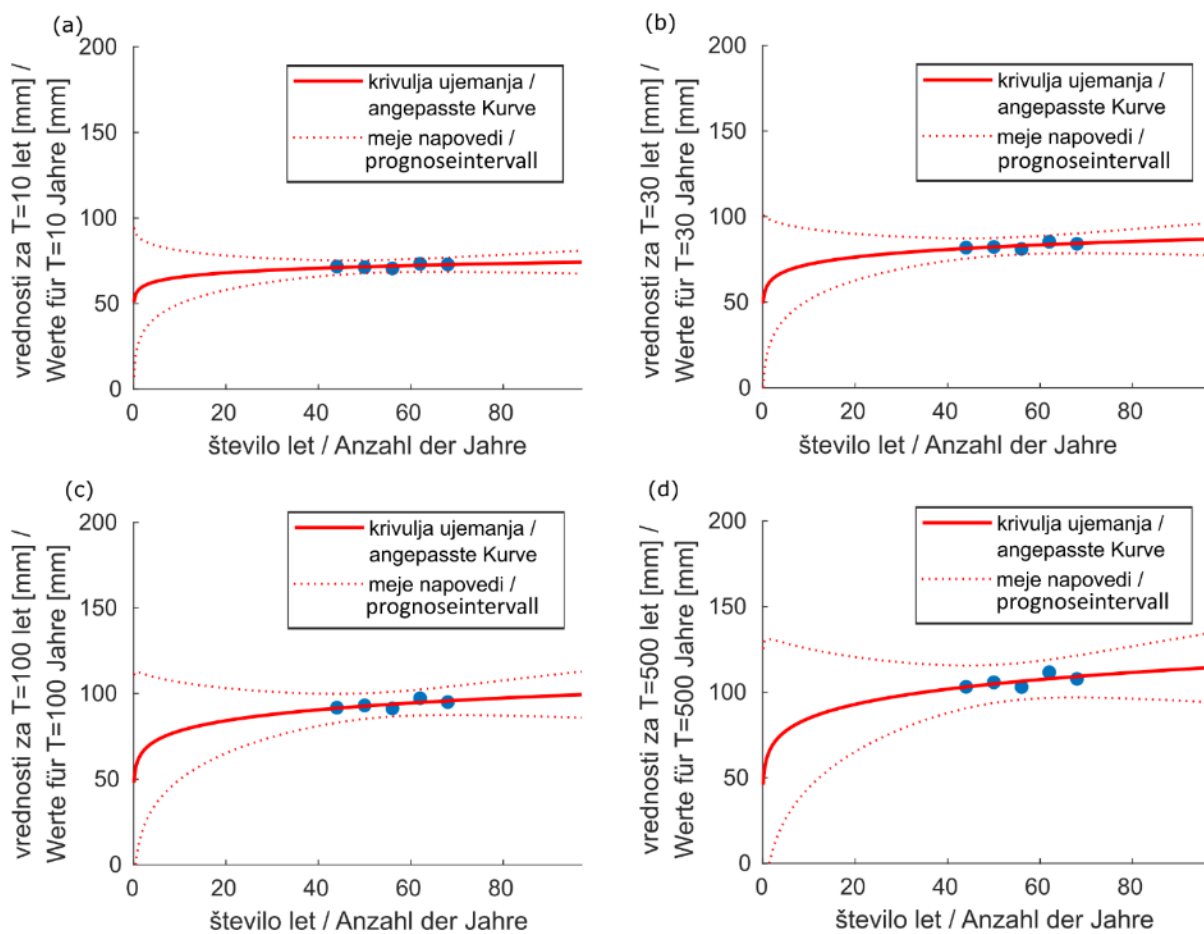 (a)
vrednosti za T=10 let [mm] /
Werte für T=10 Jahre [mm]
200
150
100
50
0
krivulja ujemanja /
angepasste Kurve
meje napovedi /
prognoseintervall
0 20 40 60 80
število let / Anzahl der Jahre
(b)
vrednosti za T=30 let [mm] /
Werte für T=30 Jahre [mm]
200
150
100
50
0
krivulja ujemanja /
angepasste Kurve
meje napovedi /
prognoseintervall
0 20 40 60 80
število let / Anzahl der Jahre
(c)
vrednosti za T=100 let [mm] /
Werte für T=100 Jahre [mm]
200
150
100
50
0
krivulja ujemanja /
angepasste Kurve
meje napovedi /
prognoseintervall
0 20 40 60 80
število let / Anzahl der Jahre
(d)
vrednosti za T=500 let [mm] /
Werte für T=500 Jahre [mm]
200
150
100
50
0
krivulja ujemanja /
angepasste Kurve
meje napovedi /
prognoseintervall
0 20 40 60 80
število let / Anzahl der Jahre